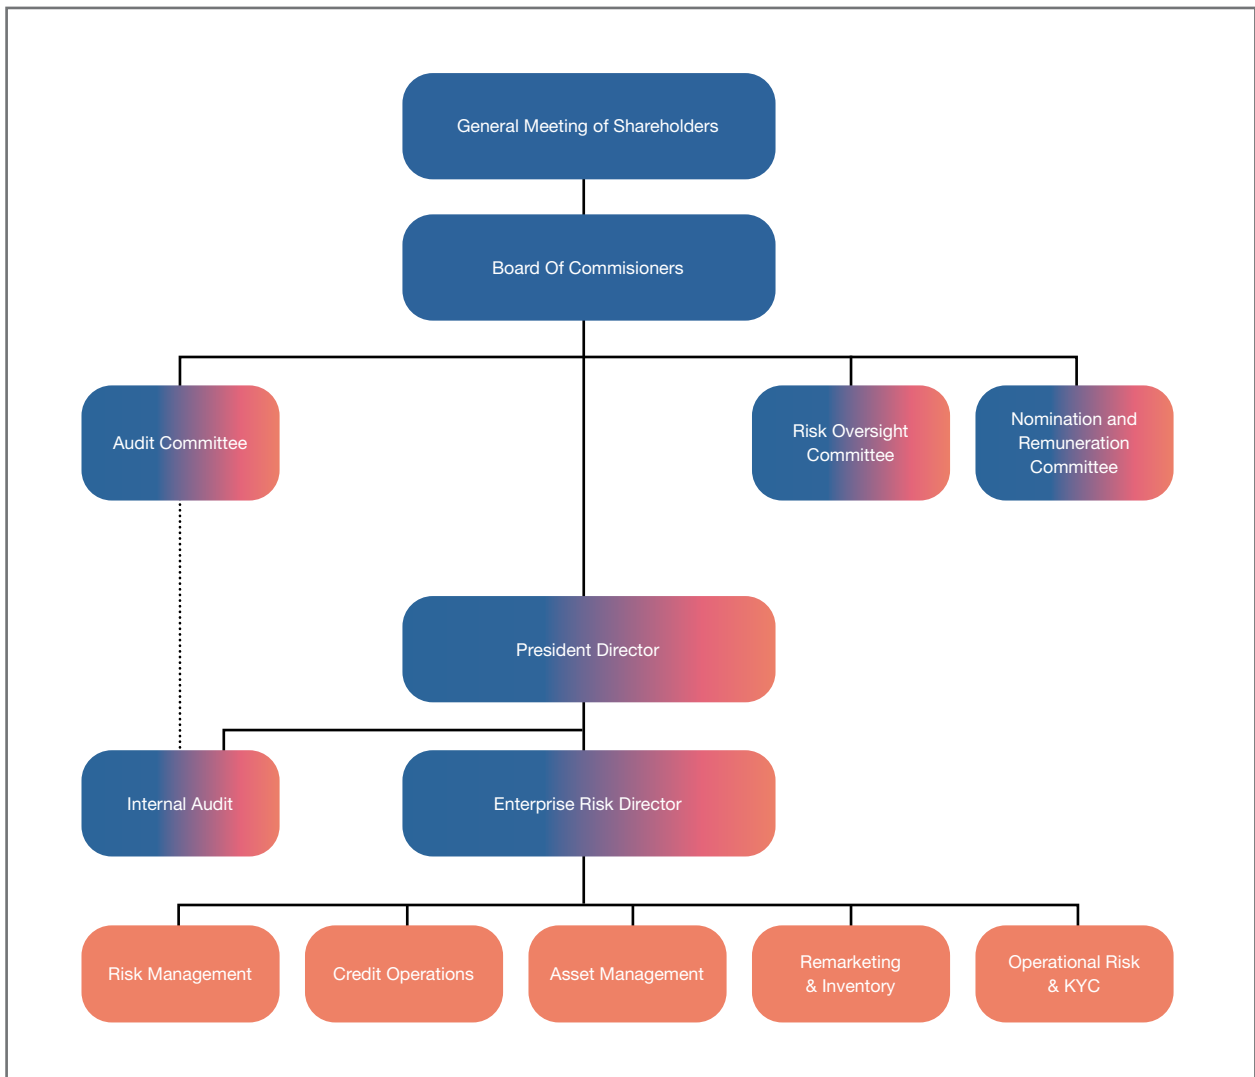 General Meeting of Shareholders
Board Of Commisioners
Audit Committee
Risk Oversight
Committee
Nomination and
Remuneration
Committee
President Director
Internal Audit
Enterprise Risk Director
Risk Management
Credit Operations
Asset Management
Remarketing
& Inventory
Operational Risk
& KYC